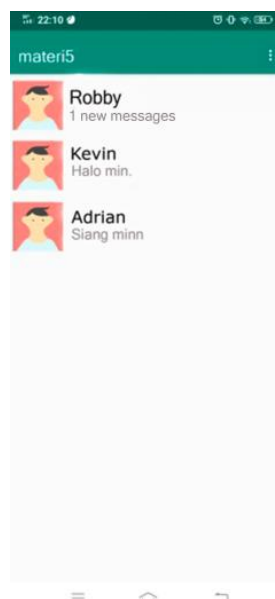 22:10
materi5
Robby
1 new messages
Kevin
Halo min.
Adrian
Siang minn